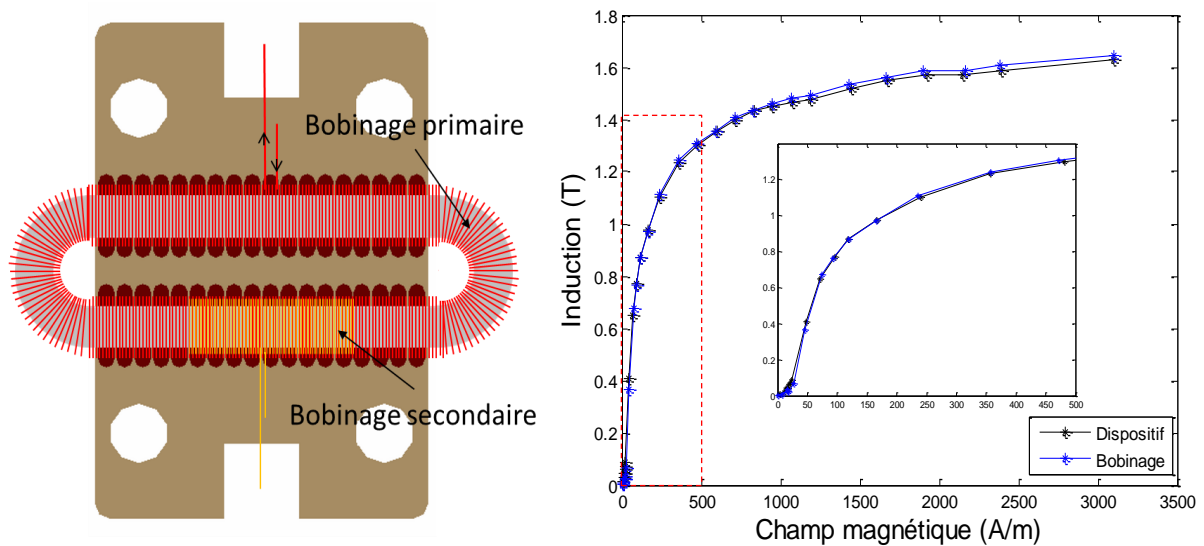 Bobinage primaire
Bobinage secondaire
Induction (T)
1.8
1.6
1.4
1.2
1
0.8
0.6
0.4
0.2
0
0 500 1000 1500 2000 2500 3000 3500
Champ magnétique (A/m)
1.2
1
0.8
0.6
0.4
0.2
0
0 50 100 150 200 250 300 350 400 450 500
Dispositif
Bobinage